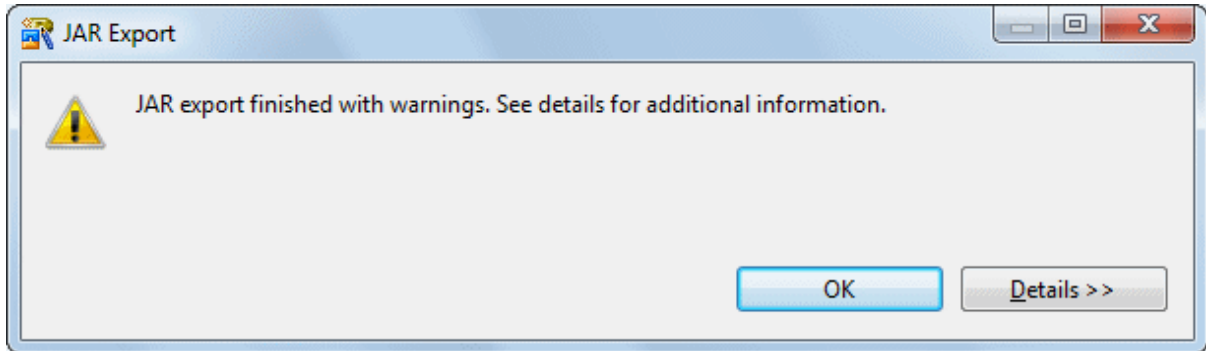 JAR Export
JAR export finished with warnings. See details for additional information.
OK
Details >>